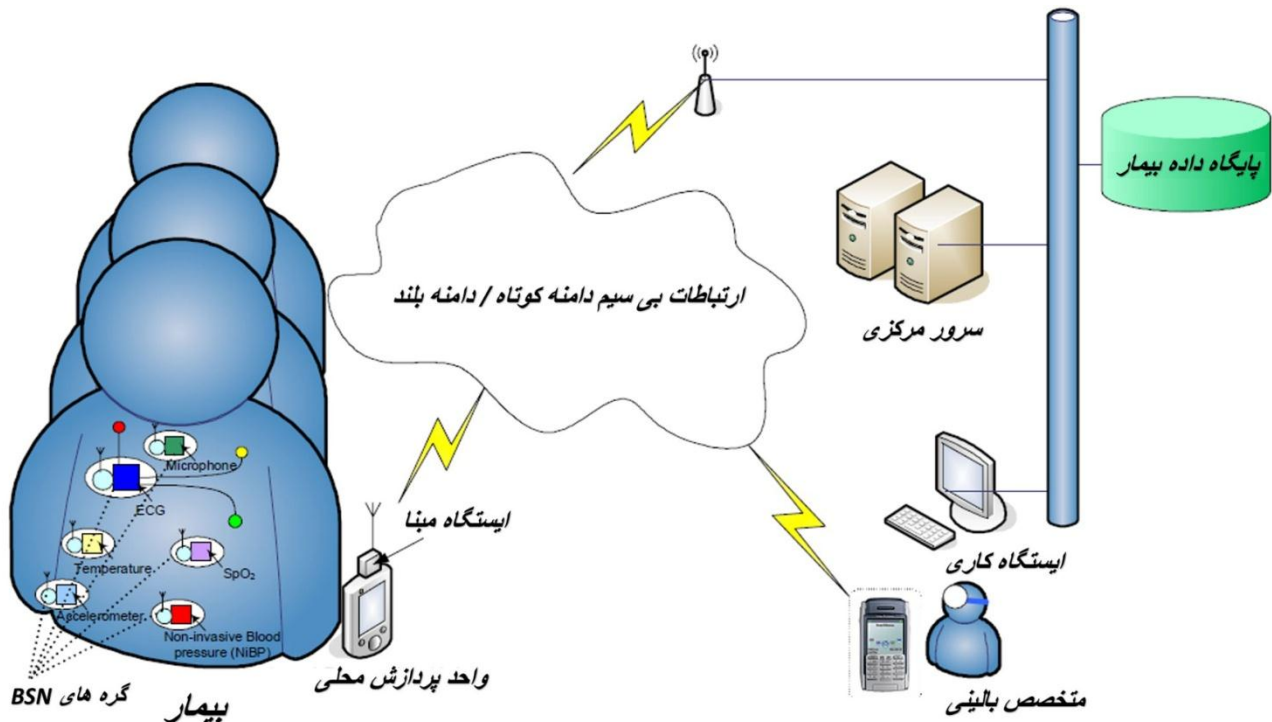 پایگاه داده بیمار
ارتباطات بی سیم دامنه کوتاه / دامنه بلند
سرور مرکزی
Microphone
ECG
ایستگاه مبنا
Temperature
SpO₂
ایستگاه کاری
Accelerometer
Non-invasive Blood
pressure (NiBP)
واحد پردازش محلی
متخصص بالینی
گره های BSN
بیمار